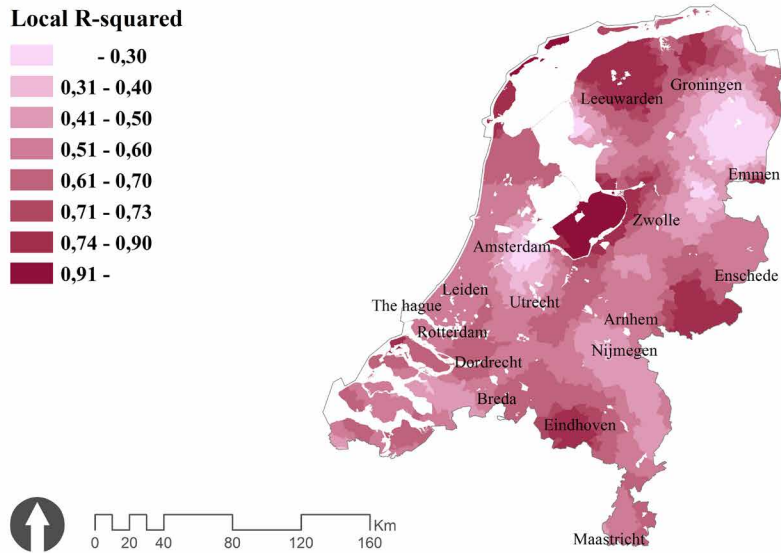 Local R-squared
- 0,30
0,31 - 0,40
0,41 - 0,50
0,51 - 0,60
0,61 - 0,70
0,71 - 0,73
0,74 - 0,90
0,91 -
Groningen
Leeuwarden
Emmen
Zwolle
Amsterdam
Enschede
Leiden
Utrecht
The hague
Arnhem
Rotterdam
Nijmegen
Dordrecht
Breda
Eindhoven
Maastricht
Km
0 20 40 80 120 160